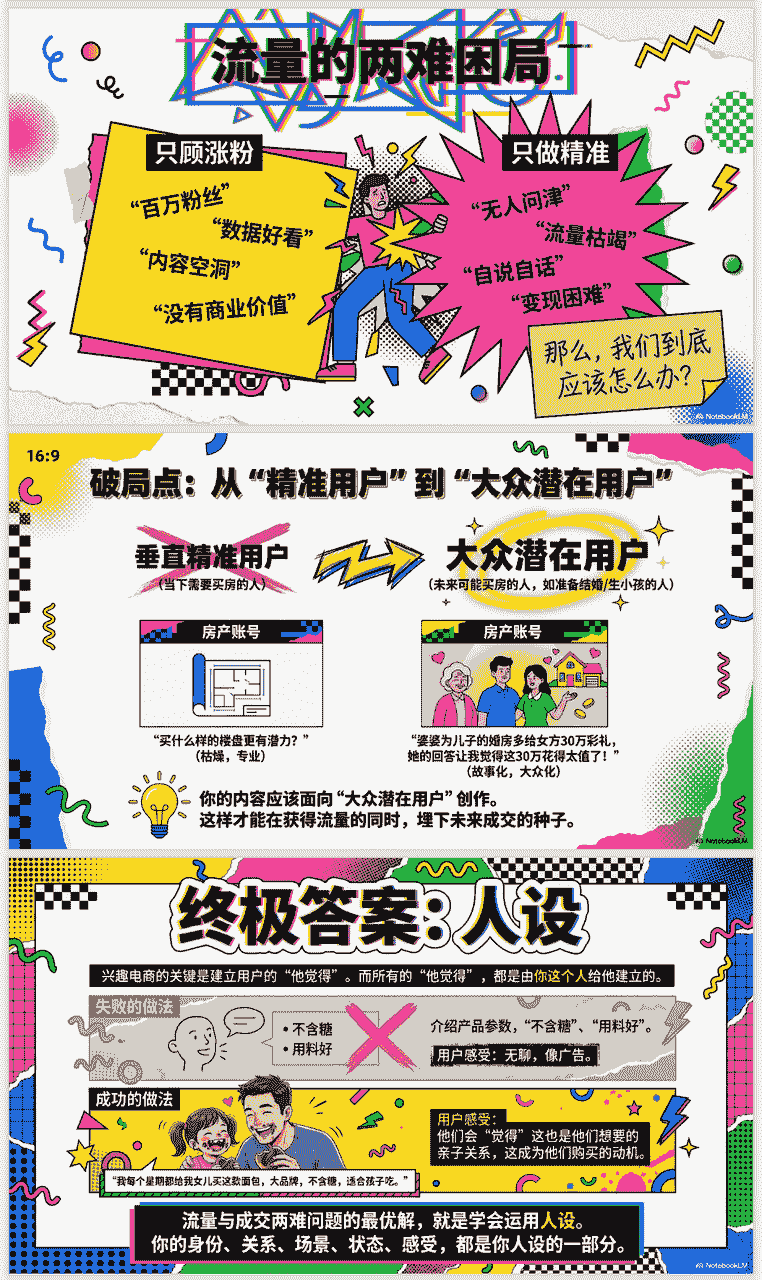 流量的两难困局
只顾涨粉
“百万粉丝”
“数据好看”
“内容空洞”
“没有商业价值”
只做精准
“无人问津”
“流量枯竭”
“自说自话”
“变现困难”
那么，我们到底
应该怎么办？
NotebookLM
16:9
破局点：从“精准用户”到“大众潜在用户”
垂直精准用户
（当下需要买房的人）
大众潜在用户
（未来可能买房的人，如准备结婚/生小孩的人）
房产账号
“买什么样的楼盘更有潜力？”
（枯燥，专业）
房产账号
“婆婆为儿子的婚房多给女方30万彩礼，
她的回答让我觉得这30万花得太值了！”
（故事化，大众化）
你的内容应该面向“大众潜在用户”创作。
这样才能在获得流量的同时，埋下未来成交的种子。
NotebookLM
终极答案：人设
兴趣电商的关键是建立用户的“他觉得”。而所有的“他觉得”，都是由你这个人给他建立的。
失败的做法
• 不含糖
• 用料好
介绍产品参数，“不含糖”、“用料好”。
用户感受：无聊，像广告。
成功的做法
“我每个星期都给我女儿买这款面包，大品牌，不含糖，适合孩子吃。”
用户感受：
他们会“觉得”这也是他们想要的
亲子关系，这成为他们购买的动机。
流量与成交两难问题的最优解，就是学会运用人设。
你的身份、关系、场景、状态、感受，都是你人设的一部分。
NotebookLM